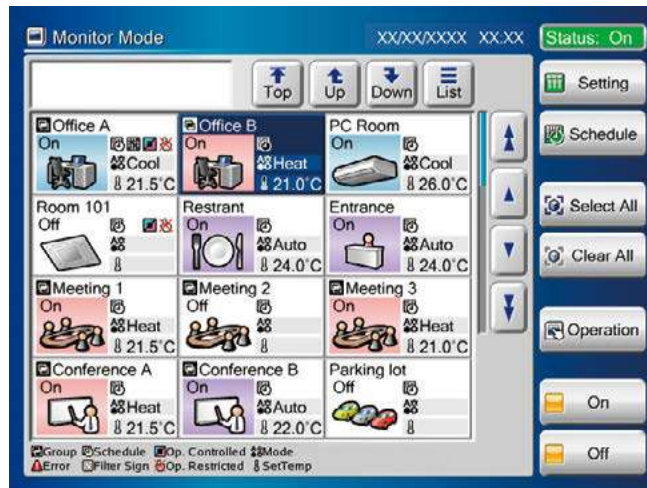 Monitor Mode XX/XX/XXXX XX.XX Status: On
Top Up Down List
Setting
Schedule
Select All
Clear All
Operation
On
Off
Office A
On
Cool
21.5°C
Office B
On
Heat
21.0°C
PC Room
On
Cool
26.0°C
Room 101
Off
Restrant
On
Auto
24.0°C
Entrance
On
Auto
24.0°C
Meeting 1
On
Heat
21.5°C
Meeting 2
Off
Meeting 3
On
Heat
21.0°C
Conference A
On
Heat
21.5°C
Conference B
On
Auto
22.0°C
Parking lot
Off
Group Schedule Op. Controlled Mode
Error Filter Sign Op. Restricted SetTemp